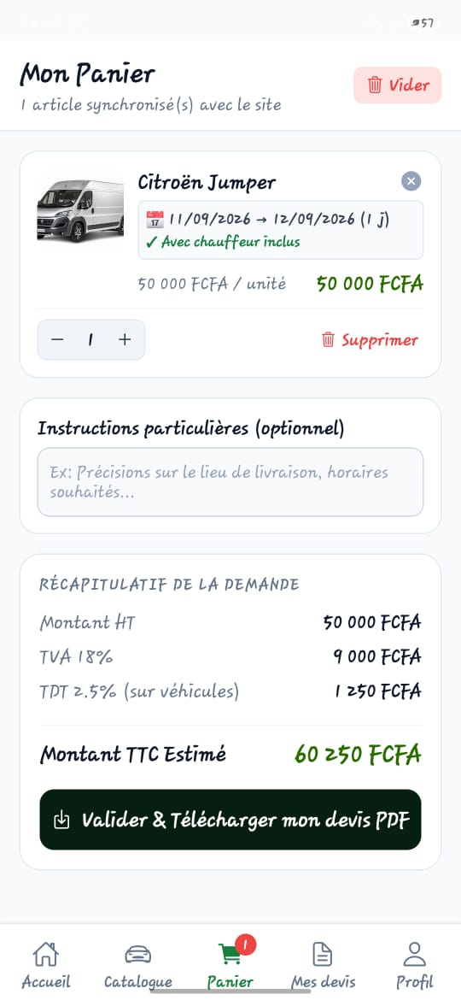 57
Mon Panier
1 article synchronisé(s) avec le site
Vider
Citroën Jumper
17 11/09/2026 → 12/09/2026 (1 j)
✓ Avec chauffeur inclus
50 000 FCFA / unité 50 000 FCFA
− 1 + Supprimer
Instructions particulières (optionnel)
Ex: Précisions sur le lieu de livraison, horaires
souhaités...
RÉCAPITULATIF DE LA DEMANDE
Montant HT 50 000 FCFA
TVA 18% 9 000 FCFA
TDT 2.5% (sur véhicules) 1 250 FCFA
Montant TTC Estimé 60 250 FCFA
Valider & Télécharger mon devis PDF
1
Accueil Catalogue Panier Mes devis Profil